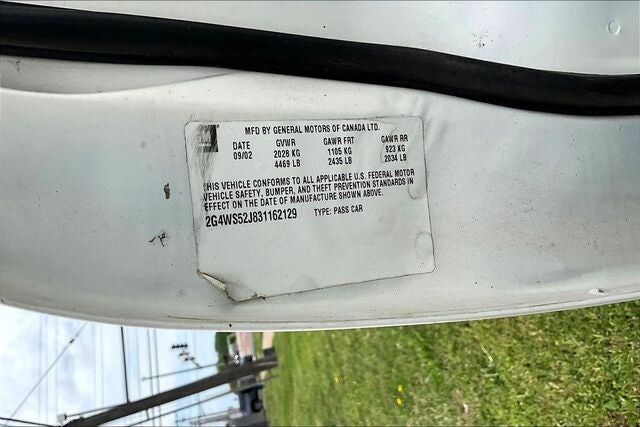 MFD BY GENERAL MOTORS OF CANADA LTD.
DATE GVWR GAWR FRT GAWR RR
09/02 2028 KG 1105 KG 923 KG
4469 LB 2435 LB 2034 LB
THIS VEHICLE CONFORMS TO ALL APPLICABLE U.S. FEDERAL MOTOR
VEHICLE SAFETY, BUMPER, AND THEFT PREVENTION STANDARDS IN
EFFECT ON THE DATE OF MANUFACTURE SHOWN ABOVE.
2G4WS52J831162129 TYPE: PASS CAR